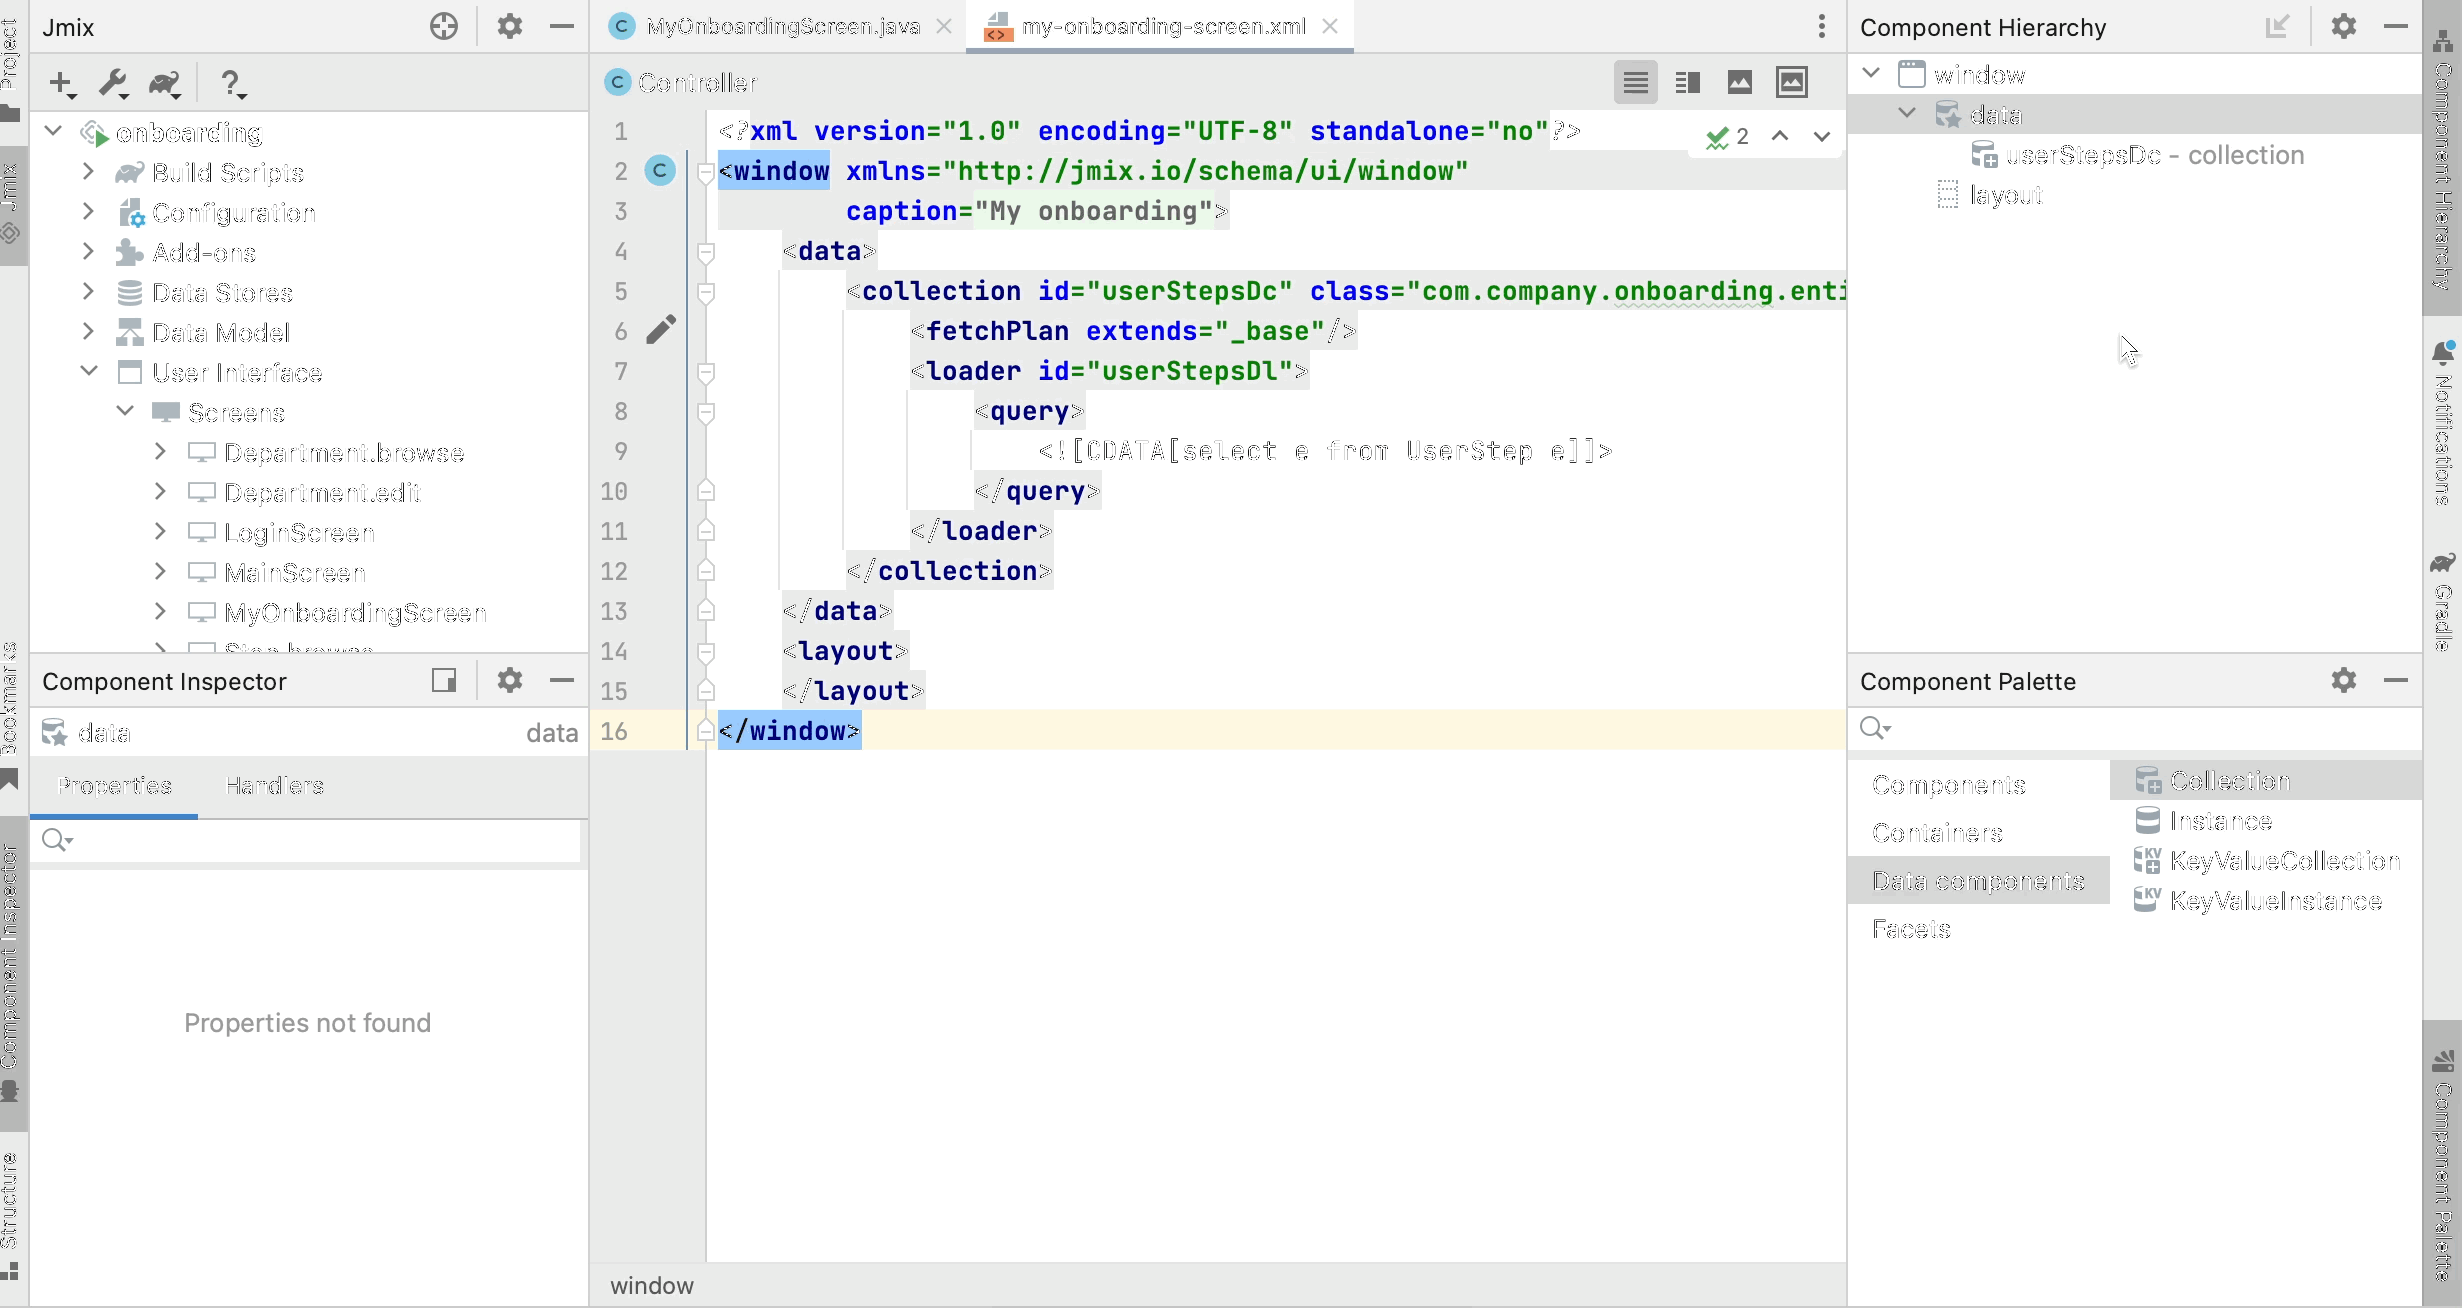 Project
Jmix
Bookmarks
Component Inspector
Structure
Jmix
onboarding
Build Scripts
Configuration
Add-ons
Data Stores
Data Model
User Interface
Screens
Department.browse
Department.edit
LoginScreen
MainScreen
MyOnboardingScreen
Step.browse
Component Inspector
data data
Properties Handlers
Properties not found
MyOnboardingScreen.java my-onboarding-screen.xml
Controller
2
1 <?xml version="1.0" encoding="UTF-8" standalone="no"?>
2 <window xmlns="http://jmix.io/schema/ui/window"
3 caption="My onboarding">
4 <data>
5 <collection id="userStepsDc" class="com.company.onboarding.enti
6 <fetchPlan extends="_base"/>
7 <loader id="userStepsDl">
8 <query>
9 <![CDATA[select e from UserStep e]]>
10 </query>
11 </loader>
12 </collection>
13 </data>
14 <layout>
15 </layout>
16 </window>
window
Component Hierarchy
window
data
userStepsDc - collection
layout
Component Palette
Components
Containers
Data components
Facets
Collection
Instance
KeyValueCollection
KeyValueInstance
Component Hierarchy
Notifications
Gradle
Component Palette